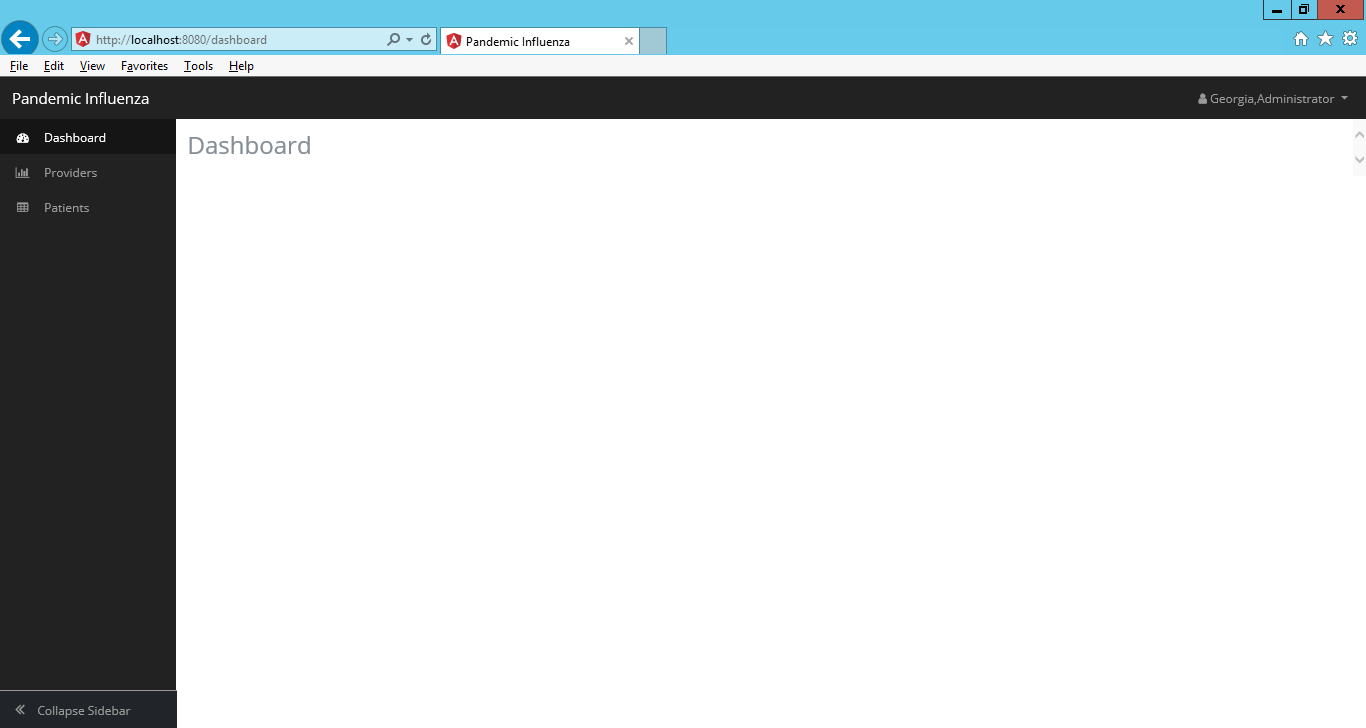 http://localhost:8080/dashboard
Pandemic Influenza
File Edit View Favorites Tools Help
Pandemic Influenza
Georgia,Administrator
Dashboard
Providers
Patients
Dashboard
Collapse Sidebar